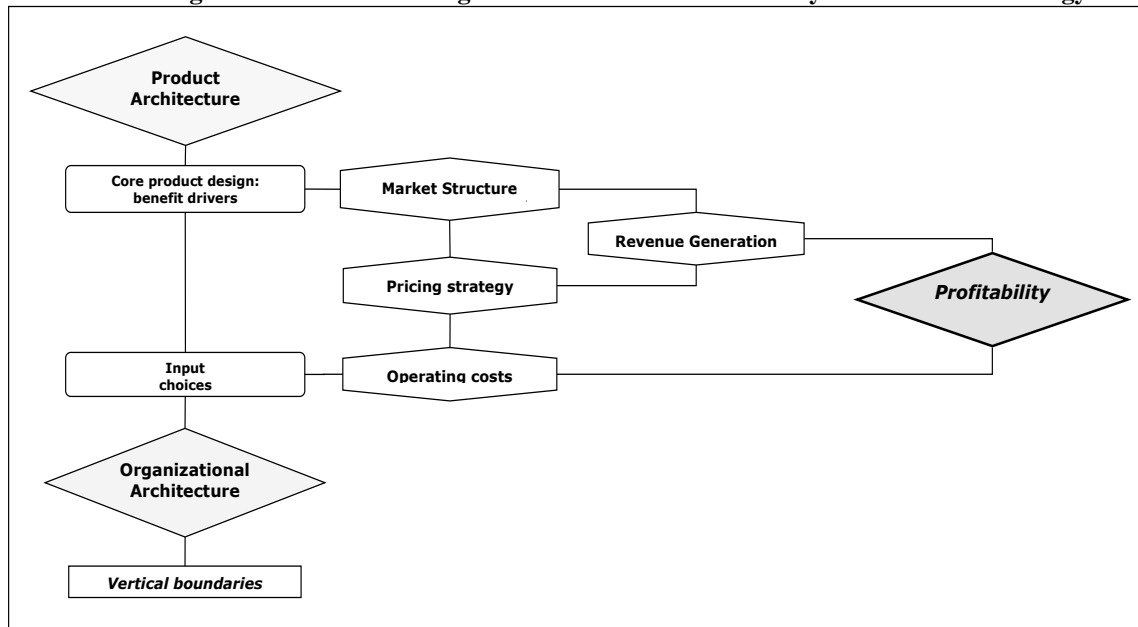 Product
Architecture
Core product design:
benefit drivers
Market Structure
Revenue Generation
Pricing strategy
Profitability
Input
choices
Operating costs
Organizational
Architecture
Vertical boundaries